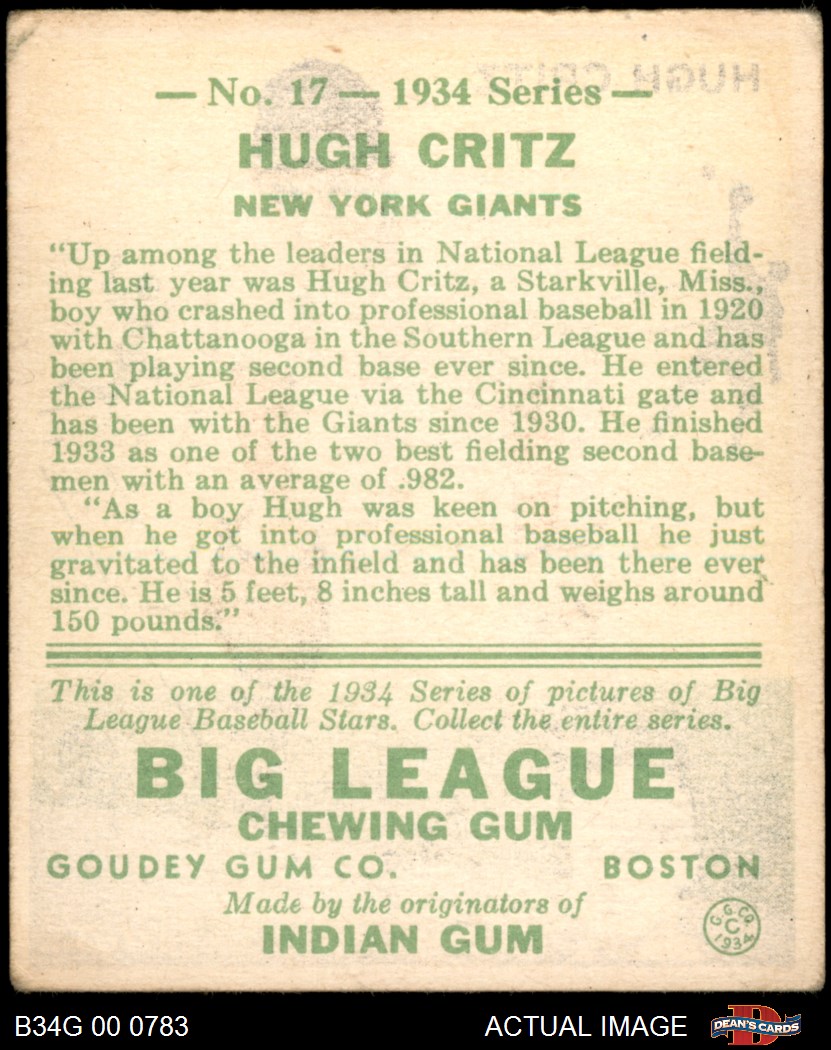 — No. 17 — 1934 Series —
HUGH CRITZ
HUGH CRITZ
NEW YORK GIANTS
"Up among the leaders in National League field-
ing last year was Hugh Critz, a Starkville, Miss.,
boy who crashed into professional baseball in 1920
with Chattanooga in the Southern League and has
been playing second base ever since. He entered
the National League via the Cincinnati gate and
has been with the Giants since 1930. He finished
1933 as one of the two best fielding second base-
men with an average of .982.
"As a boy Hugh was keen on pitching, but
when he got into professional baseball he just
gravitated to the infield and has been there ever
since. He is 5 feet, 8 inches tall and weighs around
150 pounds."
This is one of the 1934 Series of pictures of Big
League Baseball Stars. Collect the entire series.
BIG LEAGUE
CHEWING GUM
GOUDEY GUM CO. BOSTON
Made by the originators of
INDIAN GUM
G.G.CO.
C
1934
B34G 00 0783 ACTUAL IMAGE D DEAN'S CARDS